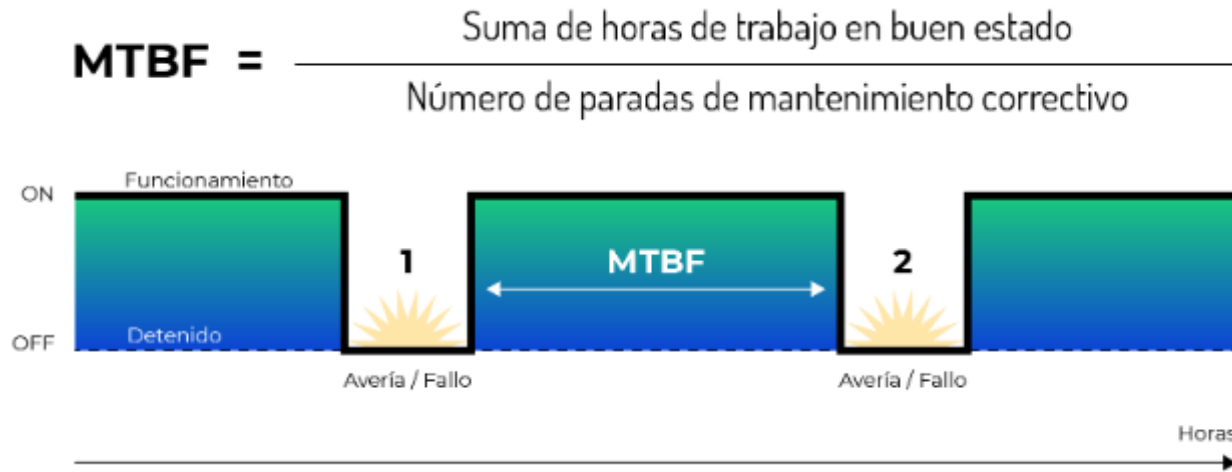 Suma de horas de trabajo en buen estado
MTBF =
Número de paradas de mantenimiento correctivo
Funcionamiento
ON
1
MTBF
2
Detenido
OFF
Avería / Fallo
Avería / Fallo
Horas